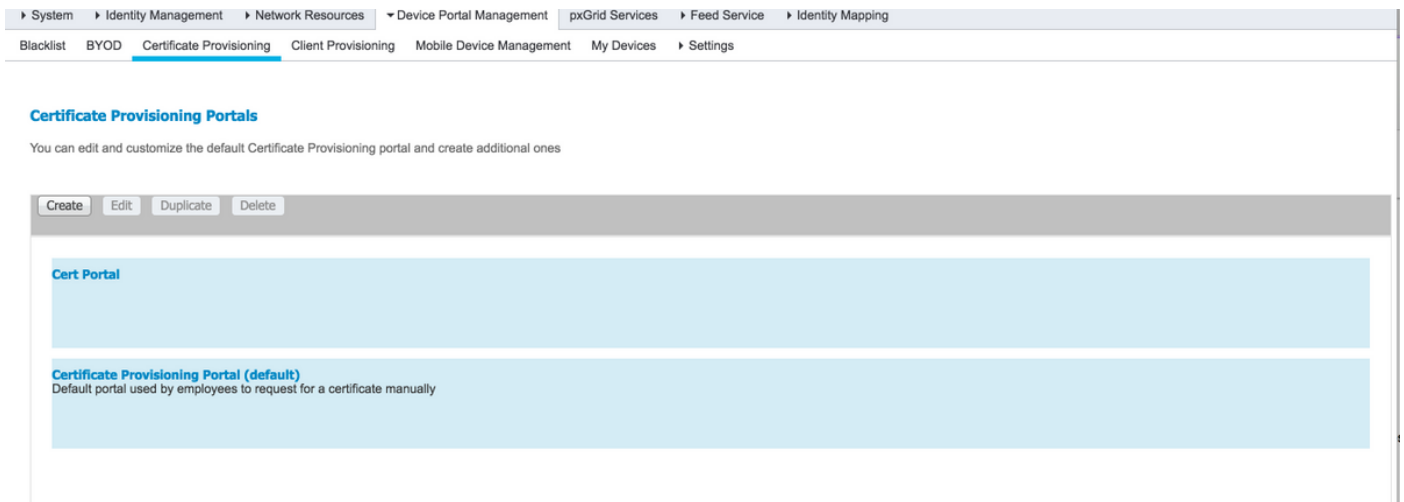 System Identity Management Network Resources Device Portal Management pxGrid Services Feed Service Identity Mapping
Blacklist BYOD Certificate Provisioning Client Provisioning Mobile Device Management My Devices Settings
Certificate Provisioning Portals
You can edit and customize the default Certificate Provisioning portal and create additional ones
Create Edit Duplicate Delete
Cert Portal
Certificate Provisioning Portal (default)
Default portal used by employees to request for a certificate manually